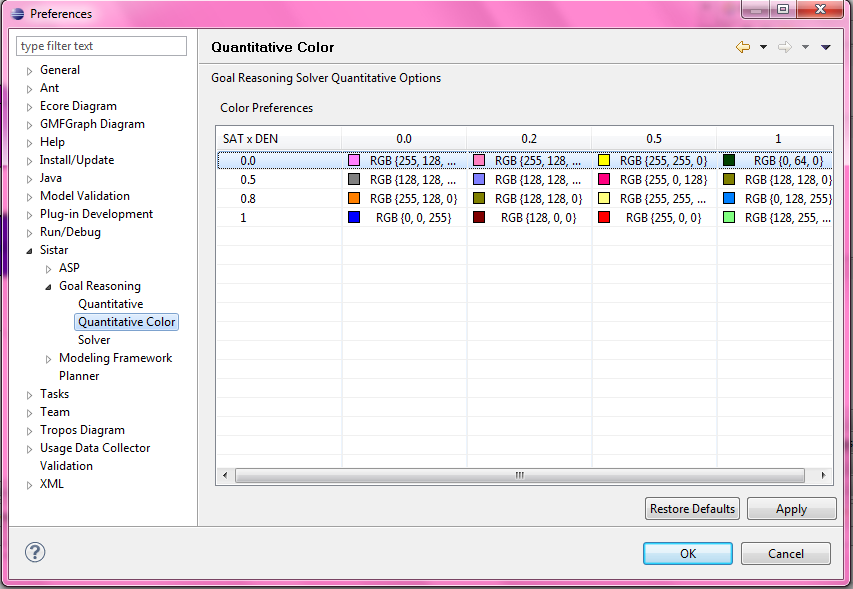 Preferences
type filter text
General
Ant
Ecore Diagram
GMFGraph Diagram
Help
Install/Update
Java
Model Validation
Plug-in Development
Run/Debug
Sistar
ASP
Goal Reasoning
Quantitative
Quantitative Color
Solver
Modeling Framework
Planner
Tasks
Team
Tropos Diagram
Usage Data Collector
Validation
XML
Quantitative Color
Goal Reasoning Solver Quantitative Options
Color Preferences
SAT x DEN 0.0 0.2 0.5 1
0.0 RGB {255, 128, ... RGB {255, 128, ... RGB {255, 255, 0} RGB {0, 64, 0}
0.5 RGB {128, 128, ... RGB {128, 128, ... RGB {255, 0, 128} RGB {128, 128, 0}
0.8 RGB {255, 128, 0} RGB {128, 128, 0} RGB {255, 255, ... RGB {0, 128, 255}
1 RGB {0, 0, 255} RGB {128, 0, 0} RGB {255, 0, 0} RGB {128, 255, ...
Restore Defaults Apply
? OK Cancel